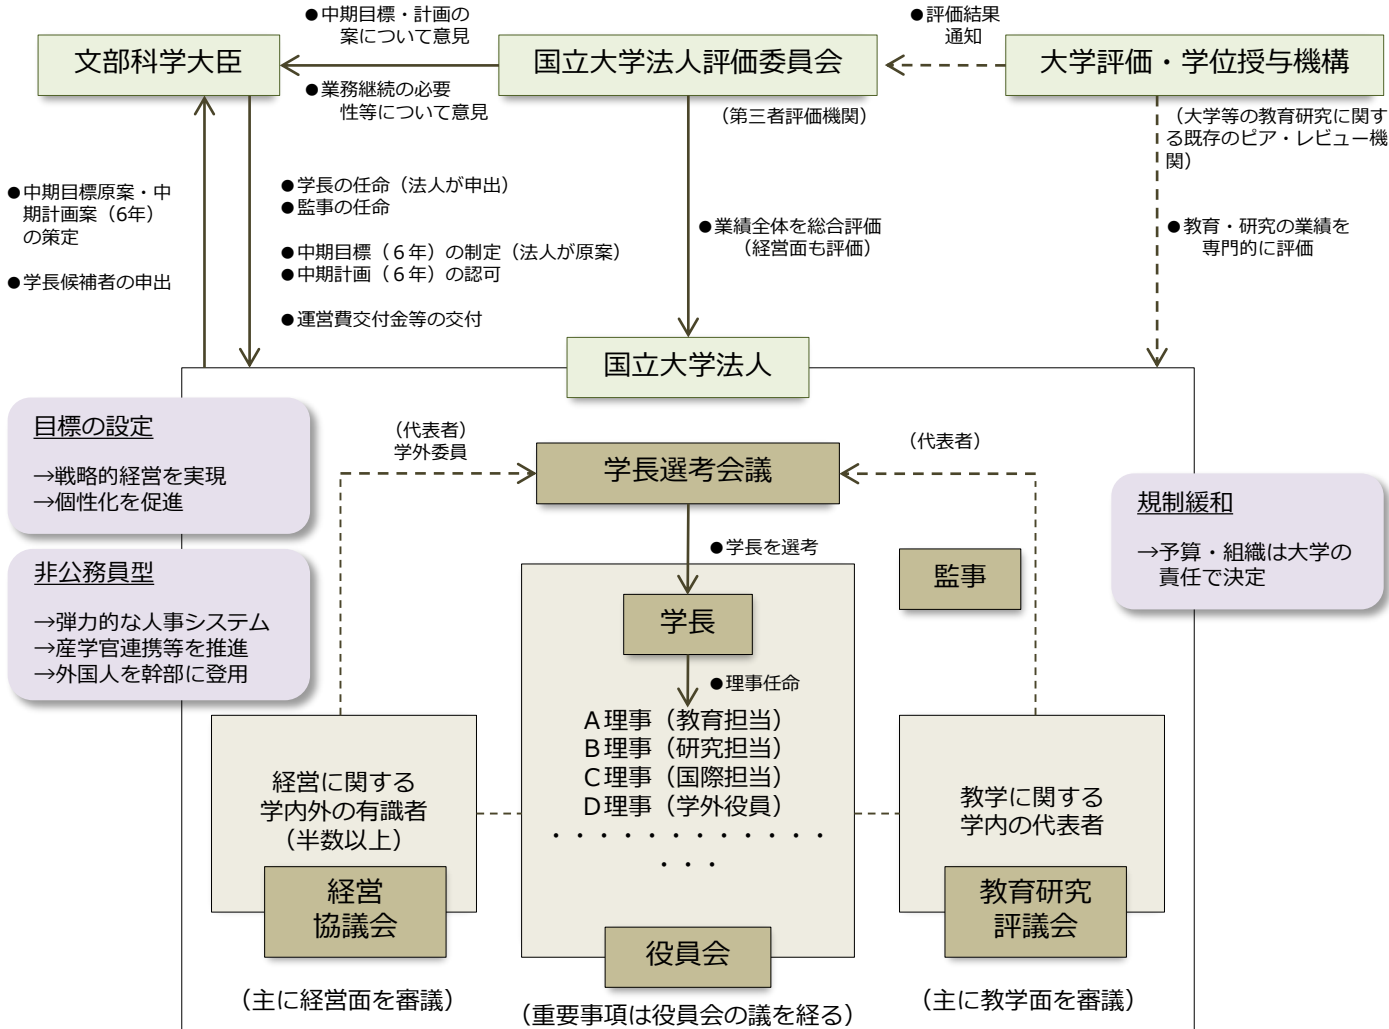 ●中期目標・計画の
案について意見
●評価結果
通知
文部科学大臣
国立大学法人評価委員会
大学評価・学位授与機構
●業務継続の必要
性等について意見
（第三者評価機関）
（大学等の教育研究に関す
る既存のピア・レビュー機
関）
●中期目標原案・中
期計画案（6年）
の策定
●学長候補者の申出
●学長の任命（法人が申出）
●監事の任命
●中期目標（６年）の制定（法人が原案）
●中期計画（６年）の認可
●運営費交付金等の交付
●業績全体を総合評価
（経営面も評価）
●教育・研究の業績を
専門的に評価
国立大学法人
目標の設定
→戦略的経営を実現
→個性化を促進
（代表者）
学外委員
学長選考会議
（代表者）
規制緩和
→予算・組織は大学の
責任で決定
●学長を選考
非公務員型
→弾力的な人事システム
→産学官連携等を推進
→外国人を幹部に登用
学長
監事
●理事任命
Ａ理事（教育担当）
Ｂ理事（研究担当）
Ｃ理事（国際担当）
Ｄ理事（学外役員）
・・・・・・・・・・・・
・・・
経営に関する
学内外の有識者
（半数以上）
教学に関する
学内の代表者
経営
協議会
役員会
教育研究
評議会
（主に経営面を審議）
（重要事項は役員会の議を経る）
（主に教学面を審議）